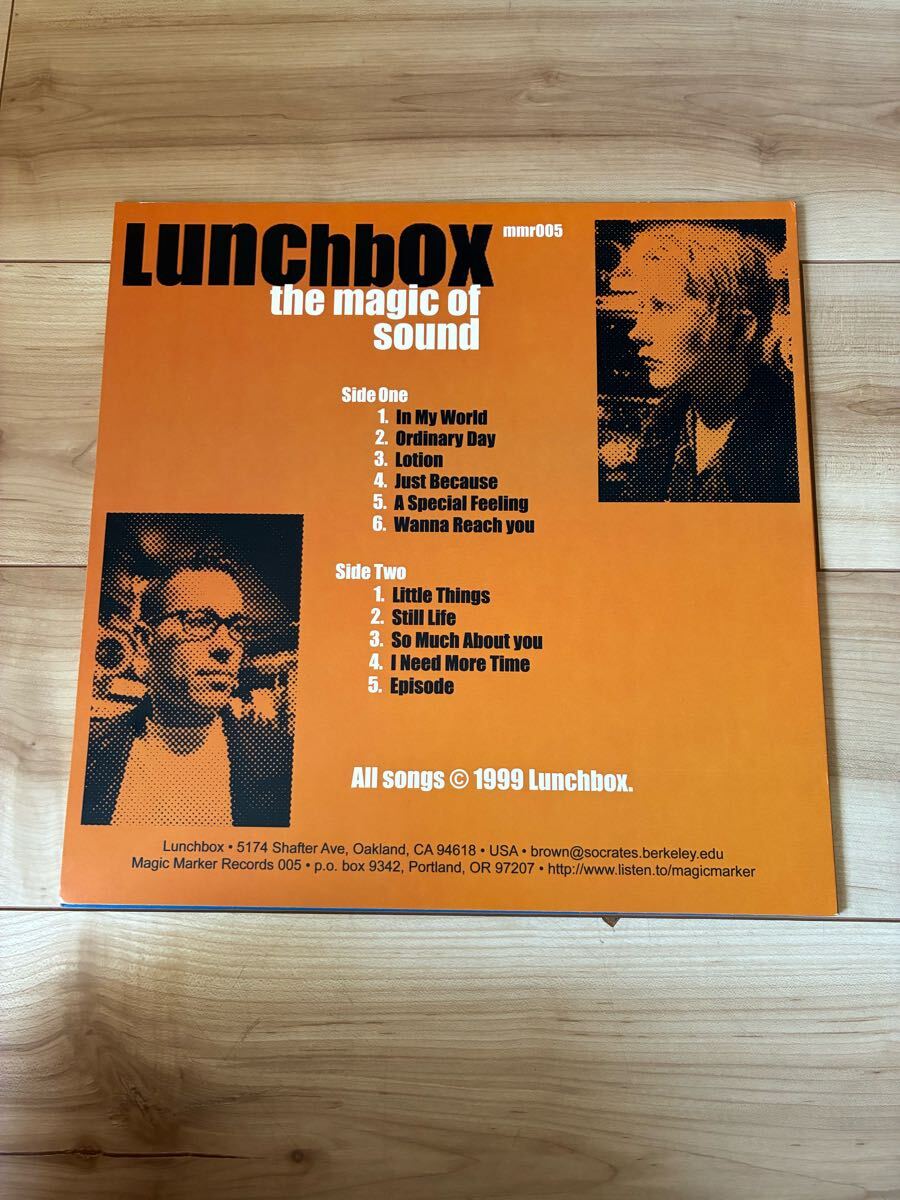 Lunchbox
mmr005
the magic of
sound
Side One
1. In My World
2. Ordinary Day
3. Lotion
4. Just Because
5. A Special Feeling
6. Wanna Reach you
Side Two
1. Little Things
2. Still Life
3. So Much About you
4. I Need More Time
5. Episode
All songs © 1999 Lunchbox.
Lunchbox • 5174 Shafter Ave, Oakland, CA 94618 • USA • brown@socrates.berkeley.edu
Magic Marker Records 005 • p.o. box 9342, Portland, OR 97207 • http://www.listen.to/magicmarker